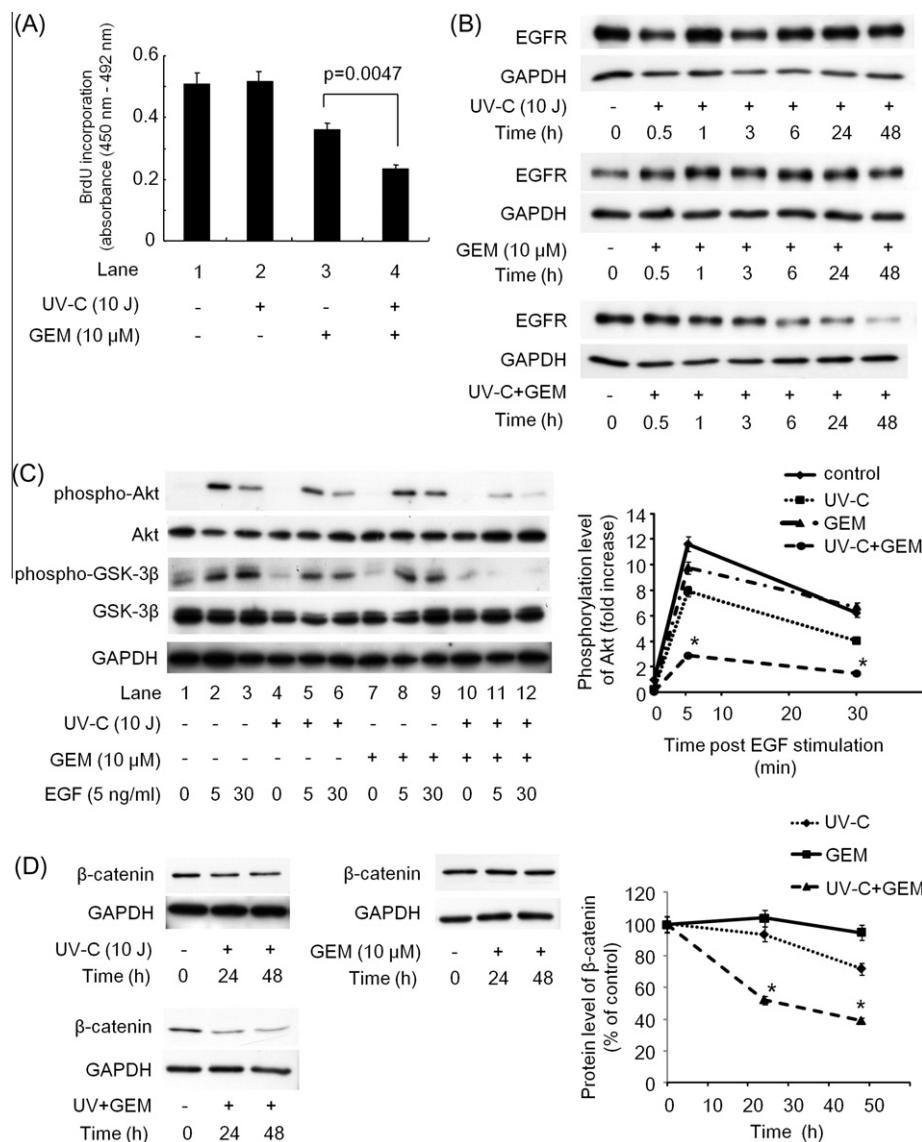 (A)
BrdU incorporation
(absorbance (450 nm - 492 nm)
0.6
0.4
0.2
0
p=0.0047
Lane 1 2 3 4
UV-C (10 J) - + - +
GEM (10 μM) - - + +
(B)
EGFR
GAPDH
UV-C (10 J) - + + + + + +
Time (h) 0 0.5 1 3 6 24 48
EGFR
GAPDH
GEM (10 μM) - + + + + + +
Time (h) 0 0.5 1 3 6 24 48
EGFR
GAPDH
UV-C+GEM - + + + + + +
Time (h) 0 0.5 1 3 6 24 48
(C)
phospho-Akt
Akt
phospho-GSK-3β
GSK-3β
GAPDH
Lane 1 2 3 4 5 6 7 8 9 10 11 12
UV-C (10 J) - - - + + + - - - + + +
GEM (10 μM) - - - - - - + + + + + +
EGF (5 ng/ml) 0 5 30 0 5 30 0 5 30 0 5 30
control
UV-C
GEM
UV-C+GEM
Phosphorylation level
of Akt (fold increase)
14
12
10
8
6
4
2
0
* *
0 5 10 20 30
Time post EGF stimulation
(min)
(D)
β-catenin
GAPDH
UV-C (10 J) - + +
Time (h) 0 24 48
β-catenin
GAPDH
GEM (10 μM) - + +
Time (h) 0 24 48
β-catenin
GAPDH
UV+GEM - + +
Time (h) 0 24 48
UV-C
GEM
UV-C+GEM
Protein level of β-catenin
(% of control)
120
100
80
60
40
20
0
* *
0 10 20 30 40 50
Time (h)